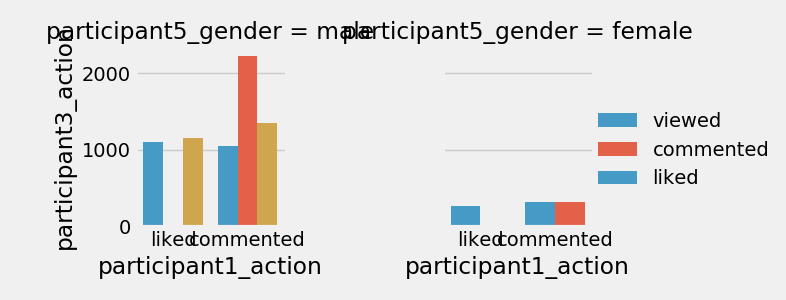 participant5_gender = male
participant5_gender = female
participant3_action
2000
1000
0
liked
commented
liked
commented
participant1_action
participant1_action
viewed
commented
liked